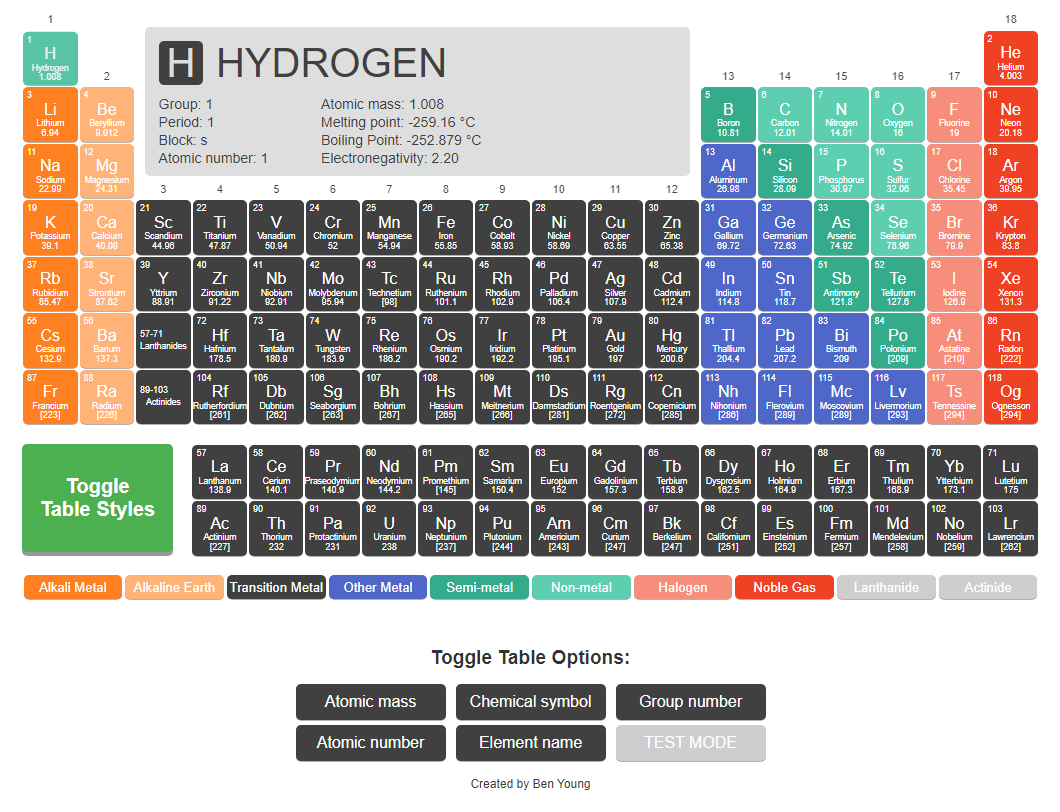 1
18
1
H
Hydrogen
1.008
H HYDROGEN
Group: 1
Period: 1
Block: s
Atomic number: 1
Atomic mass: 1.008
Melting point: -259.16 °C
Boiling Point: -252.879 °C
Electronegativity: 2.20
2
He
Helium
4.003
2
13
14
15
16
17
3
Li
Lithium
6.94
4
Be
Beryllium
9.012
5
B
Boron
10.81
6
C
Carbon
12.01
7
N
Nitrogen
14.01
8
O
Oxygen
16
9
F
Fluorine
19
10
Ne
Neon
20.18
11
Na
Sodium
22.99
12
Mg
Magnesium
24.31
13
Al
Aluminum
26.98
14
Si
Silicon
28.09
15
P
Phosphorus
30.97
16
S
Sulfur
32.06
17
Cl
Chlorine
35.45
18
Ar
Argon
39.95
3
4
5
6
7
8
9
10
11
12
19
K
Potassium
39.1
20
Ca
Calcium
40.08
21
Sc
Scandium
44.96
22
Ti
Titanium
47.87
23
V
Vanadium
50.94
24
Cr
Chromium
52
25
Mn
Manganese
54.94
26
Fe
Iron
55.85
27
Co
Cobalt
58.93
28
Ni
Nickel
58.69
29
Cu
Copper
63.55
30
Zn
Zinc
65.38
31
Ga
Gallium
69.72
32
Ge
Germanium
72.63
33
As
Arsenic
74.92
34
Se
Selenium
78.96
35
Br
Bromine
79.9
36
Kr
Krypton
83.8
37
Rb
Rubidium
85.47
38
Sr
Strontium
87.62
39
Y
Yttrium
88.91
40
Zr
Zirconium
91.22
41
Nb
Niobium
92.91
42
Mo
Molybdenum
95.94
43
Tc
Technetium
[98]
44
Ru
Ruthenium
101.1
45
Rh
Rhodium
102.9
46
Pd
Palladium
106.4
47
Ag
Silver
107.9
48
Cd
Cadmium
112.4
49
In
Indium
114.8
50
Sn
Tin
118.7
51
Sb
Antimony
121.8
52
Te
Tellurium
127.6
53
I
Iodine
126.9
54
Xe
Xenon
131.3
55
Cs
Cesium
132.9
56
Ba
Barium
137.3
57-71
Lanthanides
72
Hf
Hafnium
178.5
73
Ta
Tantalum
180.9
74
W
Tungsten
183.9
75
Re
Rhenium
186.2
76
Os
Osmium
190.2
77
Ir
Iridium
192.2
78
Pt
Platinum
195.1
79
Au
Gold
197
80
Hg
Mercury
200.6
81
Tl
Thallium
204.4
82
Pb
Lead
207.2
83
Bi
Bismuth
209
84
Po
Polonium
[209]
85
At
Astatine
[210]
86
Rn
Radon
[222]
87
Fr
Francium
[223]
88
Ra
Radium
[226]
89-103
Actinides
104
Rf
Rutherfordium
[261]
105
Db
Dubnium
[262]
106
Sg
Seaborgium
[263]
107
Bh
Bohrium
[267]
108
Hs
Hassium
[265]
109
Mt
Meitnerium
[266]
110
Ds
Darmstadtium
[281]
111
Rg
Roentgenium
[272]
112
Cn
Copernicium
[285]
113
Nh
Nihonium
[286]
114
Fl
Flerovium
[289]
115
Mc
Moscovium
[289]
116
Lv
Livermorium
[293]
117
Ts
Tennessine
[294]
118
Og
Ognesson
[294]
Toggle
Table Styles
57
La
Lanthanum
138.9
58
Ce
Cerium
140.1
59
Pr
Praseodymium
140.9
60
Nd
Neodymium
144.2
61
Pm
Promethium
[145]
62
Sm
Samarium
150.4
63
Eu
Europium
152
64
Gd
Gadolinium
157.3
65
Tb
Terbium
158.9
66
Dy
Dysprosium
162.5
67
Ho
Holmium
164.9
68
Er
Erbium
167.3
69
Tm
Thulium
168.9
70
Yb
Ytterbium
173.1
71
Lu
Lutetium
175
89
Ac
Actinium
[227]
90
Th
Thorium
232
91
Pa
Protactinium
231
92
U
Uranium
238
93
Np
Neptunium
[237]
94
Pu
Plutonium
[244]
95
Am
Americium
[243]
96
Cm
Curium
[247]
97
Bk
Berkelium
[247]
98
Cf
Californium
[251]
99
Es
Einsteinium
[252]
100
Fm
Fermium
[257]
101
Md
Mendelevium
[258]
102
No
Nobelium
[259]
103
Lr
Lawrencium
[262]
Alkali Metal
Alkaline Earth
Transition Metal
Other Metal
Semi-metal
Non-metal
Halogen
Noble Gas
Lanthanide
Actinide
Toggle Table Options:
Atomic mass
Chemical symbol
Group number
Atomic number
Element name
TEST MODE
Created by Ben Young